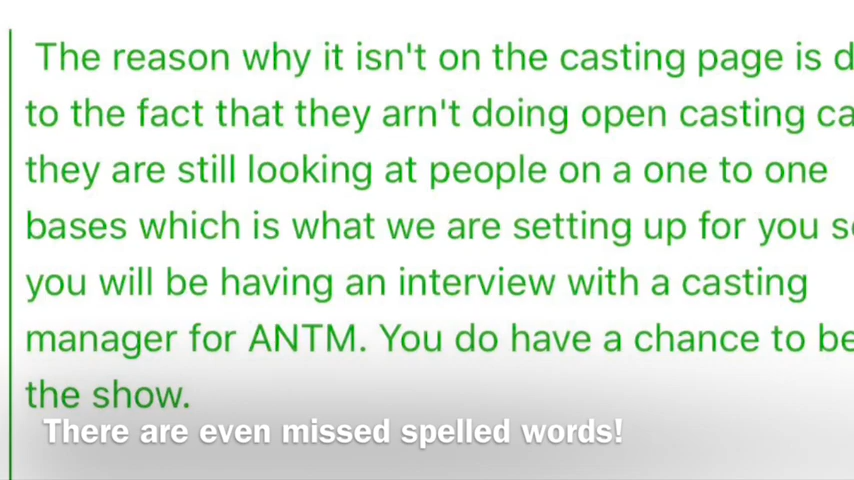 The reason why it isn't on the casting page is
to the fact that they arn't doing open casting
they are still looking at people on a one to one
bases which is what we are setting up for you
you will be having an interview with a casting
manager for ANTM. You do have a chance to be
the show.
There are even missed spelled words!